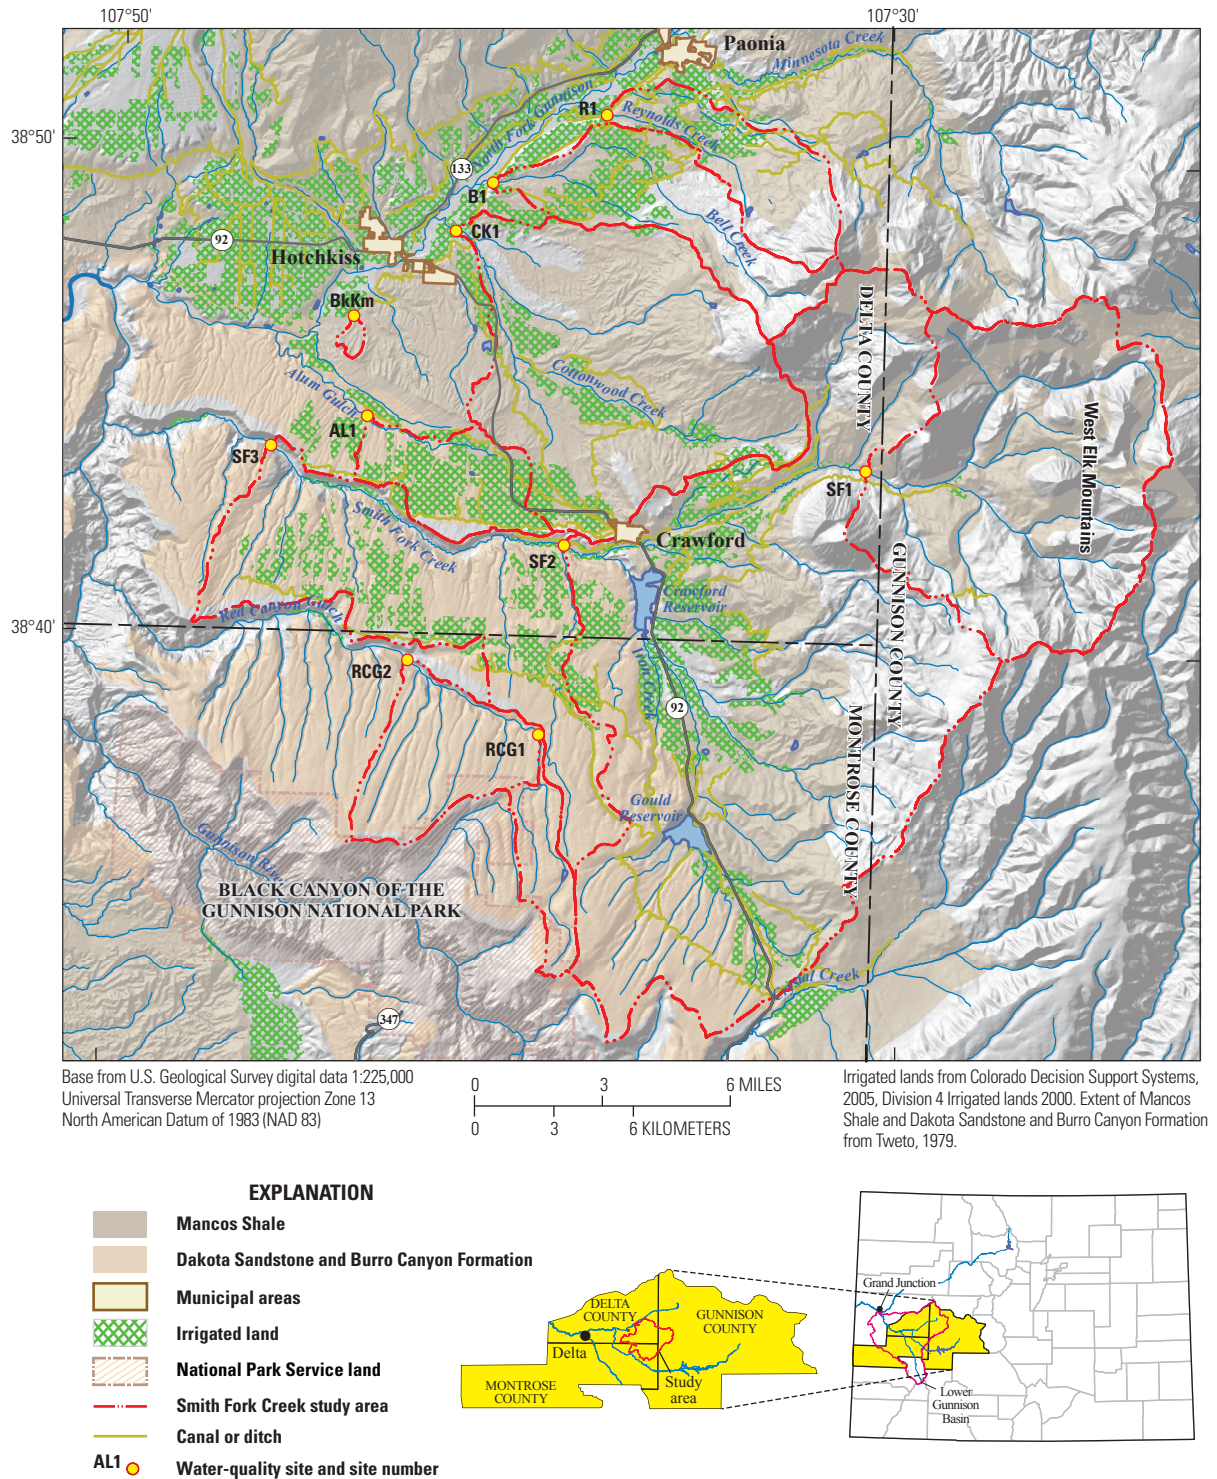 107°50'
107°30'
Paonia
Minnesota Creek
North Fork Gunnison
R1
Reynolds Creek
38°50'
133
B1
Bell Creek
CK1
92
Hotchkiss
DELTA COUNTY
BkKm
Alum Gulch
Cottonwood Creek
AL1
West Elk Mountains
SF3
SF1
Smith Fork Creek
Crawford
SF2
GUNNISON COUNTY
Crawford
Reservoir
Red Canyon Gulch
38°40'
Iron Creek
RCG2
92
MONTROSE COUNTY
RCG1
Gould
Reservoir
Gunnison River
BLACK CANYON OF THE
GUNNISON NATIONAL PARK
Crystal Creek
347
Base from U.S. Geological Survey digital data 1:225,000
Universal Transverse Mercator projection Zone 13
North American Datum of 1983 (NAD 83)
0 3 6 MILES
0 3 6 KILOMETERS
Irrigated lands from Colorado Decision Support Systems,
2005, Division 4 Irrigated lands 2000. Extent of Mancos
Shale and Dakota Sandstone and Burro Canyon Formation
from Tweto, 1979.
EXPLANATION
Mancos Shale
Dakota Sandstone and Burro Canyon Formation
Municipal areas
Irrigated land
National Park Service land
Smith Fork Creek study area
Canal or ditch
AL1 Water-quality site and site number
DELTA
COUNTY
GUNNISON
COUNTY
Delta
MONTROSE
COUNTY
Study
area
Grand Junction
Lower
Gunnison
Basin